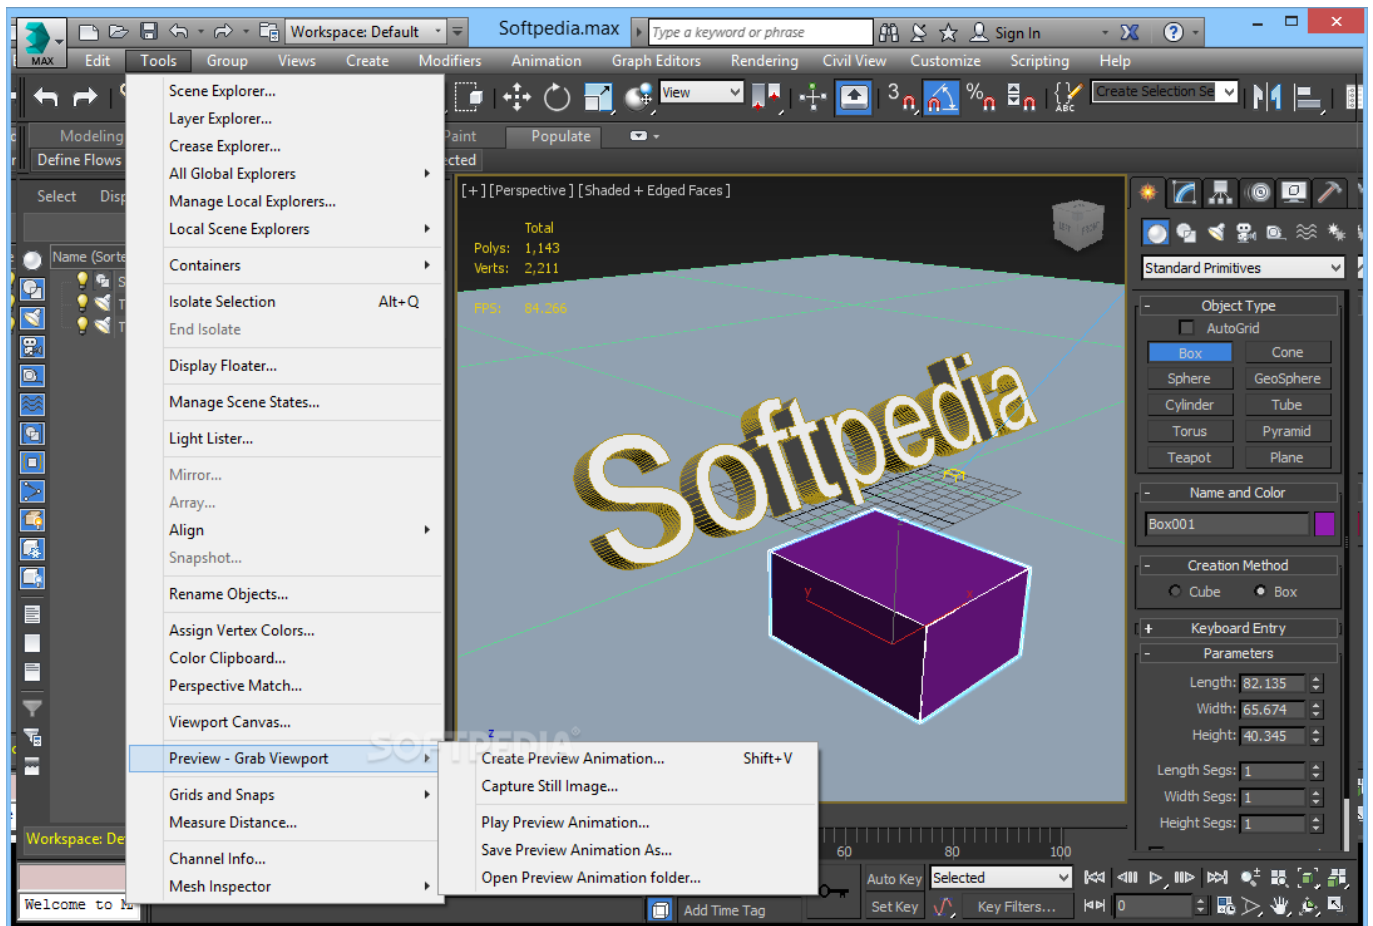 Workspace: Default
Softpedia.max
Type a keyword or phrase
Sign In
MAX
Edit Tools Group Views Create Modifiers Animation Graph Editors Rendering Civil View Customize Scripting Help
View
3
%
ABC
Create Selection Se
Modeling
Paint
Populate
Define Flows
Select
Name (Sorte
S
T
T
Scene Explorer...
Layer Explorer...
Crease Explorer...
All Global Explorers
Manage Local Explorers...
Local Scene Explorers
Containers
Isolate Selection Alt+Q
End Isolate
Display Floater...
Manage Scene States...
Light Lister...
Mirror...
Array...
Align
Snapshot...
Rename Objects...
Assign Vertex Colors...
Color Clipboard...
Perspective Match...
Viewport Canvas...
Preview - Grab Viewport
Grids and Snaps
Measure Distance...
Channel Info...
Mesh Inspector
Create Preview Animation... Shift+V
Capture Still Image...
Play Preview Animation...
Save Preview Animation As...
Open Preview Animation folder...
[+][Perspective][Shaded + Edged Faces]
Total
Polys: 1,143
Verts: 2,211
FPS: 84.266
Softpedia
y
x
z
z
SOFTPEDIA
Standard Primitives
- Object Type
AutoGrid
Box Cone
Sphere GeoSphere
Cylinder Tube
Torus Pyramid
Teapot Plane
- Name and Color
Box001
- Creation Method
Cube Box
+ Keyboard Entry
- Parameters
Length: 82.135
Width: 65.674
Height: 40.345
Length Segs: 1
Width Segs: 1
Height Segs: 1
60 80 100
Auto Key Selected
Set Key Key Filters...
0
Add Time Tag
Workspace: De
Welcome to M